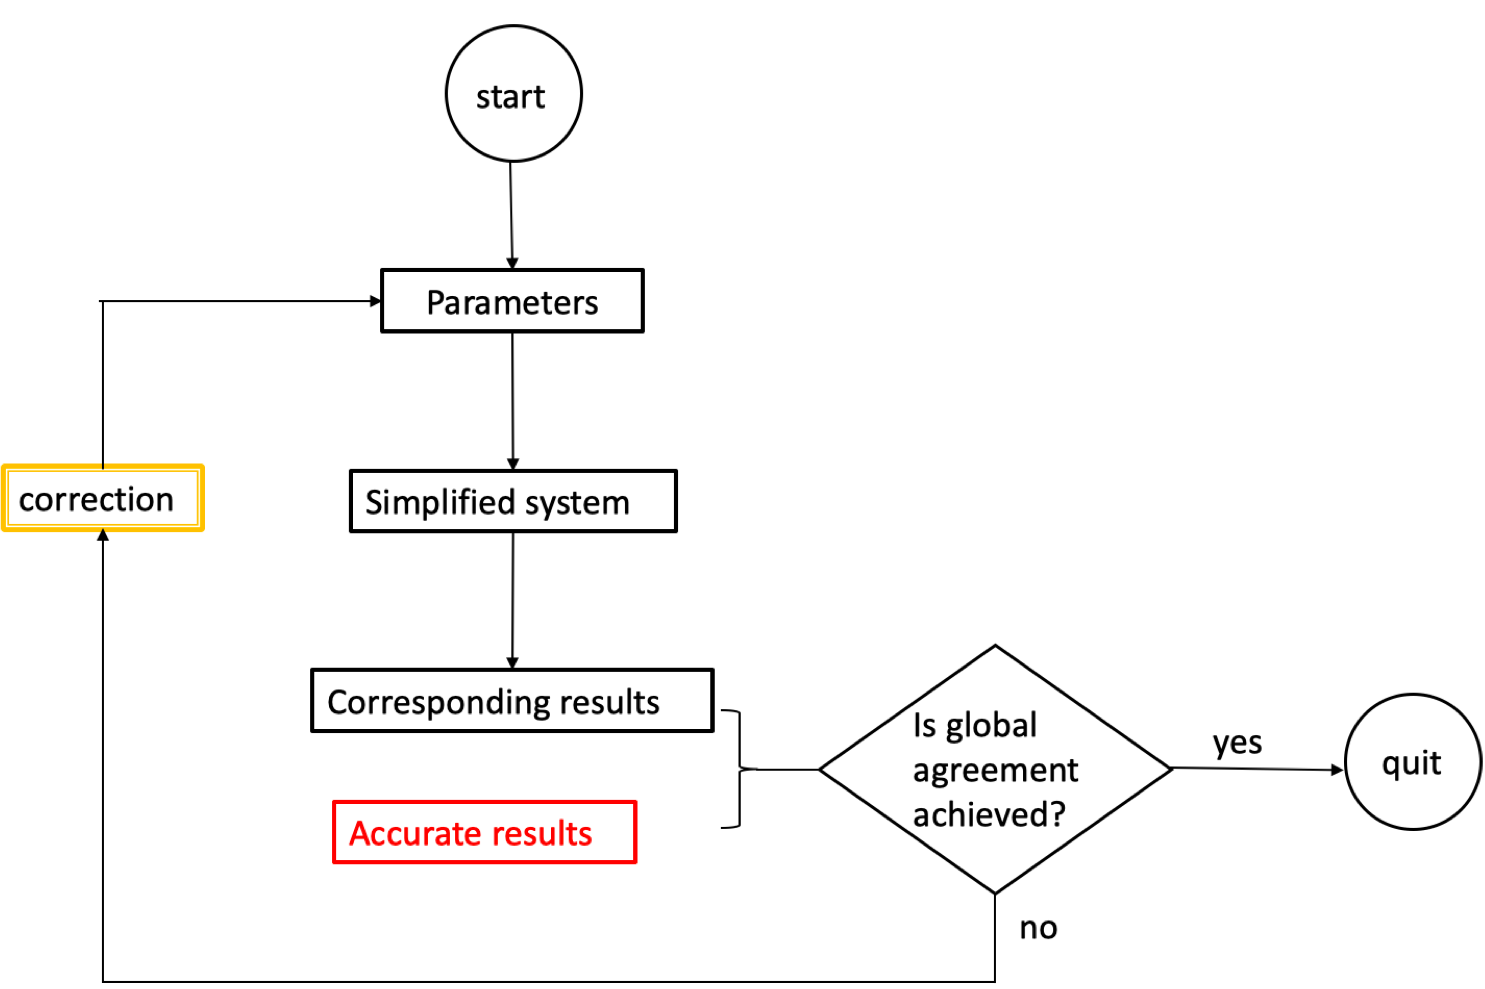 start
Parameters
correction
Simplified system
Corresponding results
Is global
agreement
achieved?
yes
quit
Accurate results
no